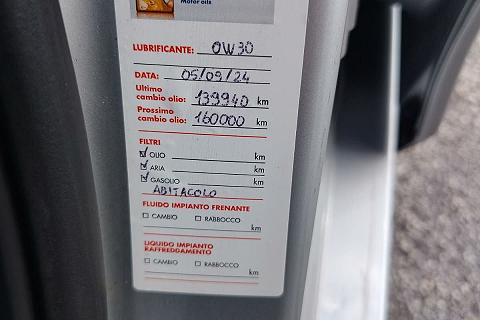 Motor oils
LUBRIFICANTE: 0W30
DATA: 05/09/24
Ultimo
cambio olio: 139940 km
Prossimo
cambio olio: 160000 km
FILTRI
OLIO km
ARIA km
GASOLIO km
ABITACOLO
FLUIDO IMPIANTO FRENANTE
CAMBIO RABBOCCO
km
LIQUIDO IMPIANTO
RAFFREDDAMENTO
CAMBIO RABBOCCO
km